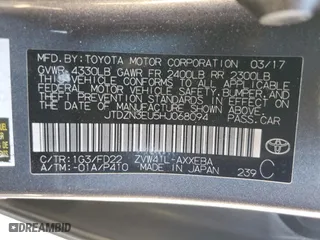 MFD.BY:TOYOTA MOTOR CORPORATION 03/17
GVWR 4330LB GAWR FR 2400LB RR 2300LB
THIS VEHICLE CONFORMS TO ALL APPLICABLE
FEDERAL MOTOR VEHICLE SAFETY, BUMPER, AND
THEFT PREVENTION STANDARDS IN EFFECT ON
THE DATE OF MANUFACTURE SHOWN ABOVE.
JTDZN3EU5HJ068094 PASS.CAR
C/TR:1G3/FD22 ZVW41L-AXXEBA
A/TM:-01A/P410 MADE IN JAPAN 239 C
TOYOTA